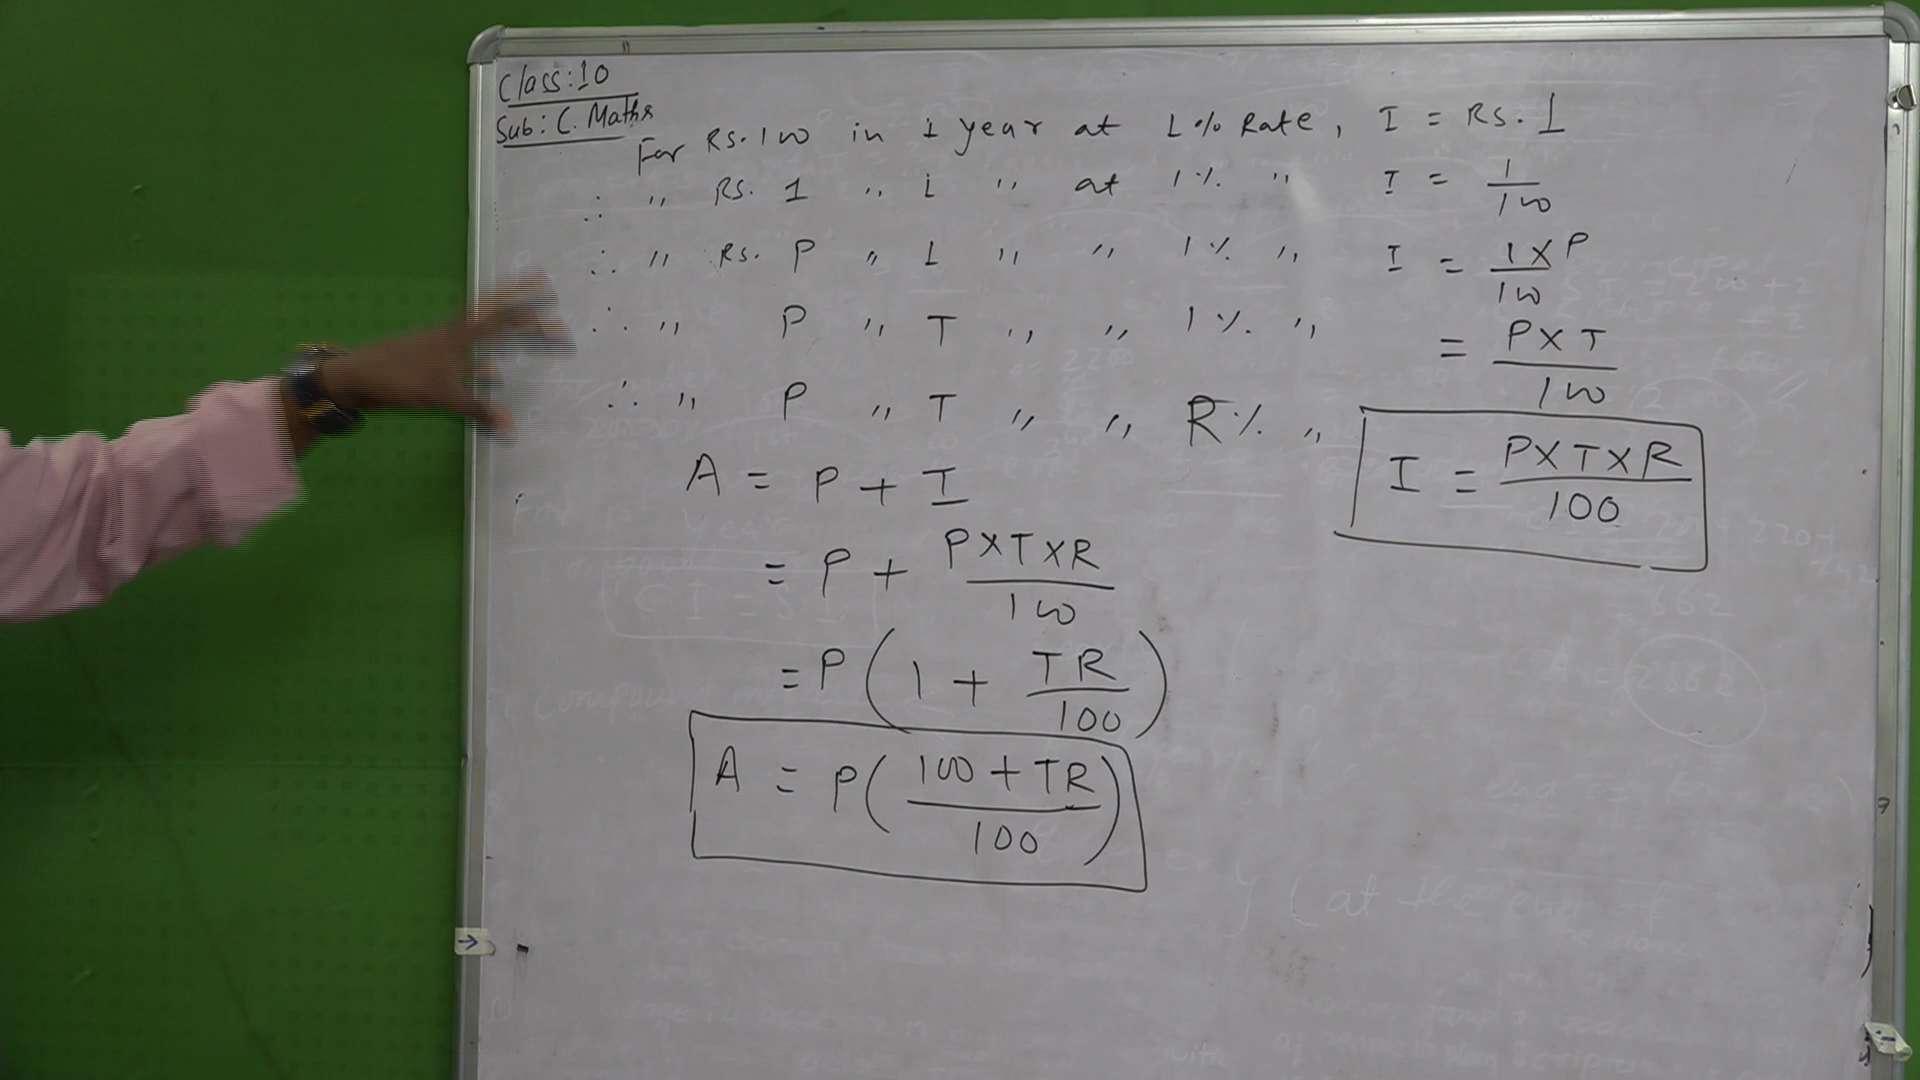 Class:10
Sub: C. Maths
For Rs. 100 in 1 year at 1% Rate, I = Rs. 1
∴ ,, Rs. 1 ,, 1 ,, at 1% ,, I = 1/100
∴ ,, Rs. P ,, 1 ,, ,, 1% ,, I = 1×P/100
∴ ,, P ,, T ,, ,, 1% ,, = P×T/100
∴ ,, P ,, T ,, ,, R% ,, I = P×T×R/100
A = P + I
= P + P×T×R/100
= P(1 + TR/100)
A = P(100 + TR/100)